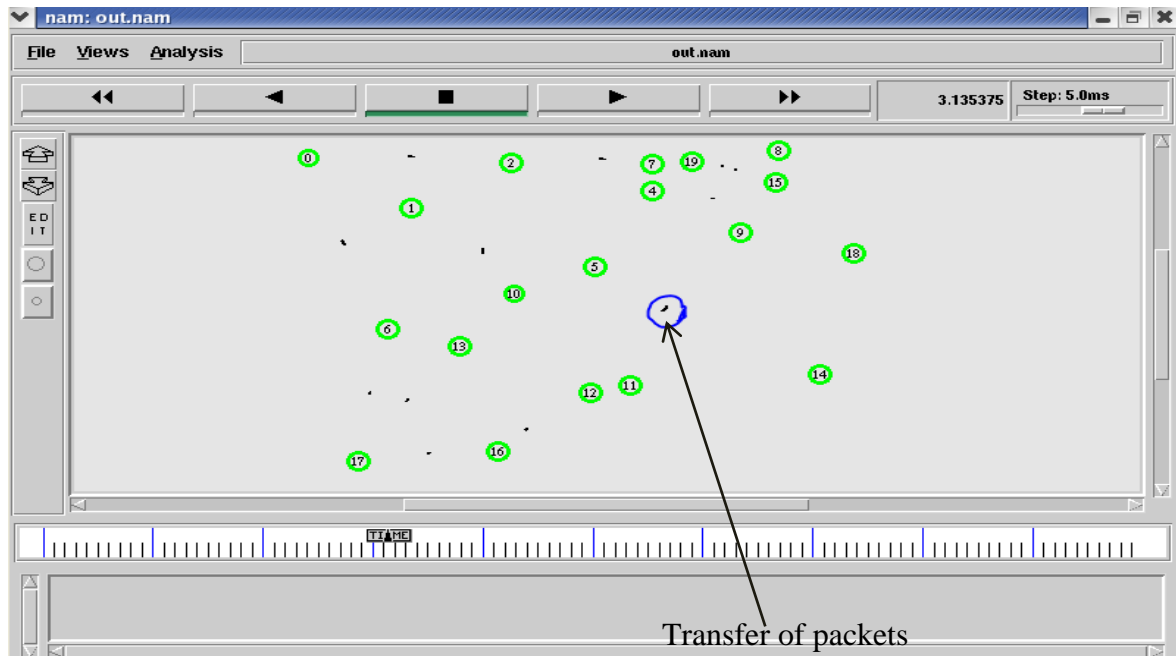 nam: out.nam
File Views Analysis out.nam
3.135375 Step: 5.0ms
0 2 7 19 8
4 15
1
9
18
5
10
6
13
14
12 11
16
17
E D
I T
TIME
Transfer of packets